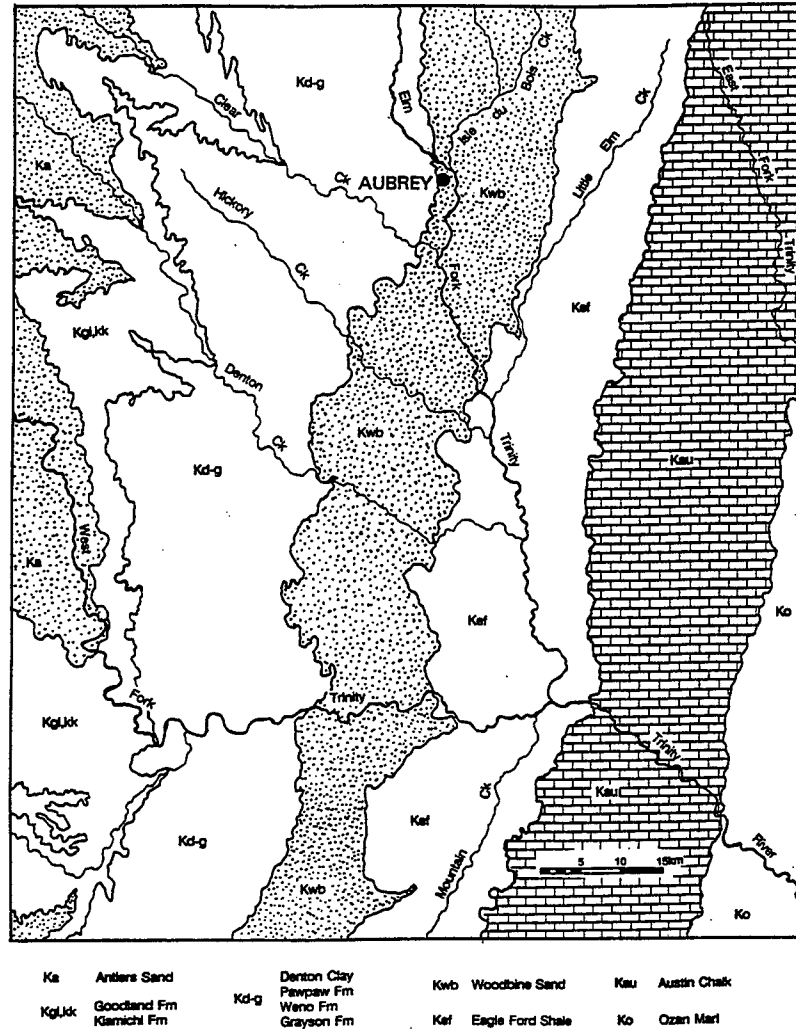 Kd-g
Elm
Isle du Bois Ck
East Fork Trinity
Clear Ck
AUBREY
Kwb
Little Elm Ck
Ka
Hickory Ck
Fork
Kef
Kgl,kk
Denton Ck
Kwb
Trinity
Kd-g
Kau
West
Ka
Kef
Ko
Fork
Trinity
Kgl,kk
Trinity
Kau
Ck
Kef
Kd-g
5 10 15km
River
Mountain
Kwb
Ko
Ka Antlers Sand
Kgl,kk Goodland Fm
Kiamichi Fm
Kd-g Denton Clay
Pawpaw Fm
Weno Fm
Grayson Fm
Kwb Woodbine Sand
Kef Eagle Ford Shale
Kau Austin Chalk
Ko Ozan Marl